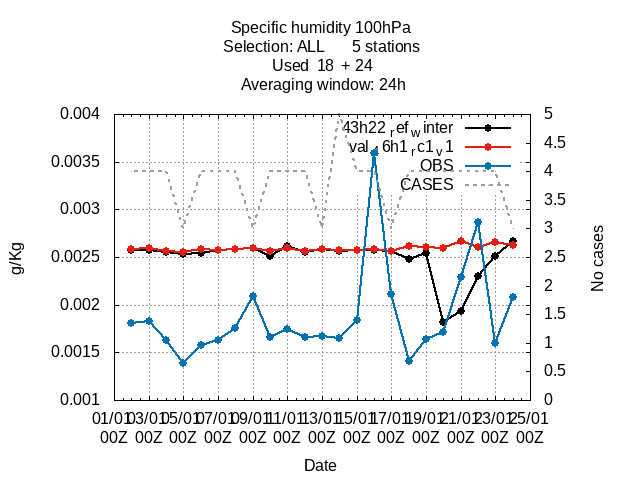 Specific humidity 100hPa
Selection: ALL 5 stations
Used 18 + 24
Averaging window: 24h
0.004
0.0035
0.003
0.0025
0.002
0.0015
0.001
g/Kg
5
4.5
4
3.5
3
2.5
2
1.5
1
0.5
0
No cases
43h22refwinter
val.6h1rc1v1
OBS
CASES
01/01 03/01 05/01 07/01 09/01 11/01 13/01 15/01 17/01 19/01 21/01 23/01 25/01
00Z 00Z 00Z 00Z 00Z 00Z 00Z 00Z 00Z 00Z 00Z 00Z 00Z
Date